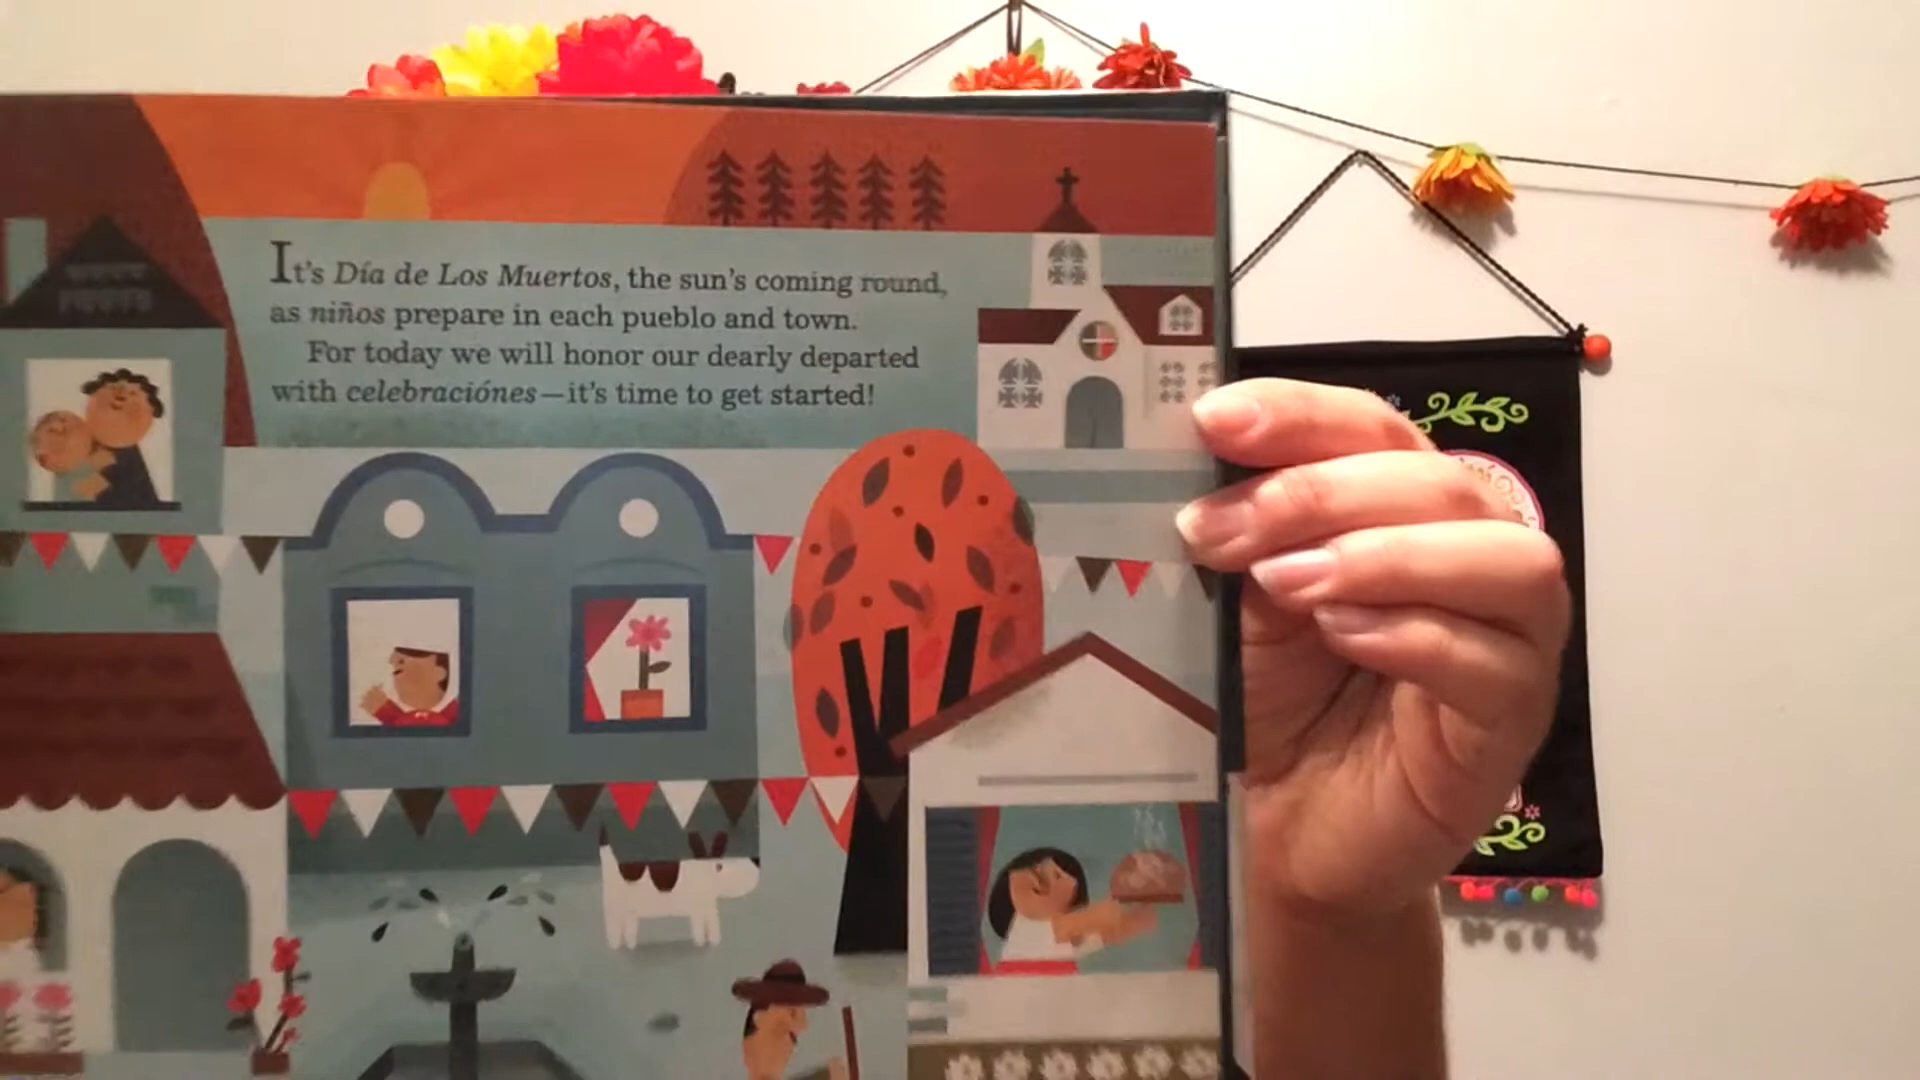 It's Día de Los Muertos, the sun's coming round,
as niños prepare in each pueblo and town.
For today we will honor our dearly departed
with celebraciónes—it's time to get started!